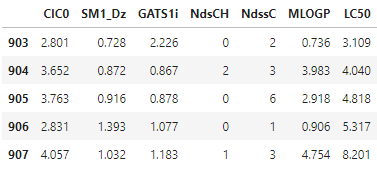 CIC0 SM1_Dz GATS1i NdsCH NdssC MLOGP LC50
903 2.801 0.728 2.226 0 2 0.736 3.109
904 3.652 0.872 0.867 2 3 3.983 4.040
905 3.763 0.916 0.878 0 6 2.918 4.818
906 2.831 1.393 1.077 0 1 0.906 5.317
907 4.057 1.032 1.183 1 3 4.754 8.201